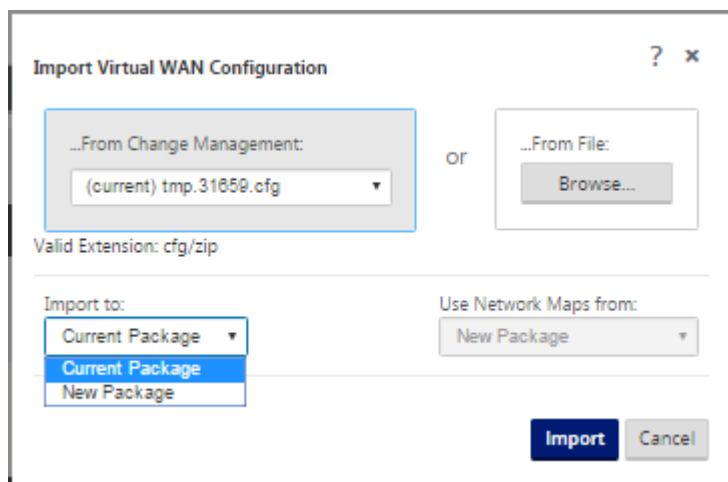 ? ×
Import Virtual WAN Configuration
...From Change Management:
(current) tmp.31659.cfg
or
...From File:
Browse...
Valid Extension: cfg/zip
Import to:
Current Package
Current Package
New Package
Use Network Maps from:
New Package
Import
Cancel